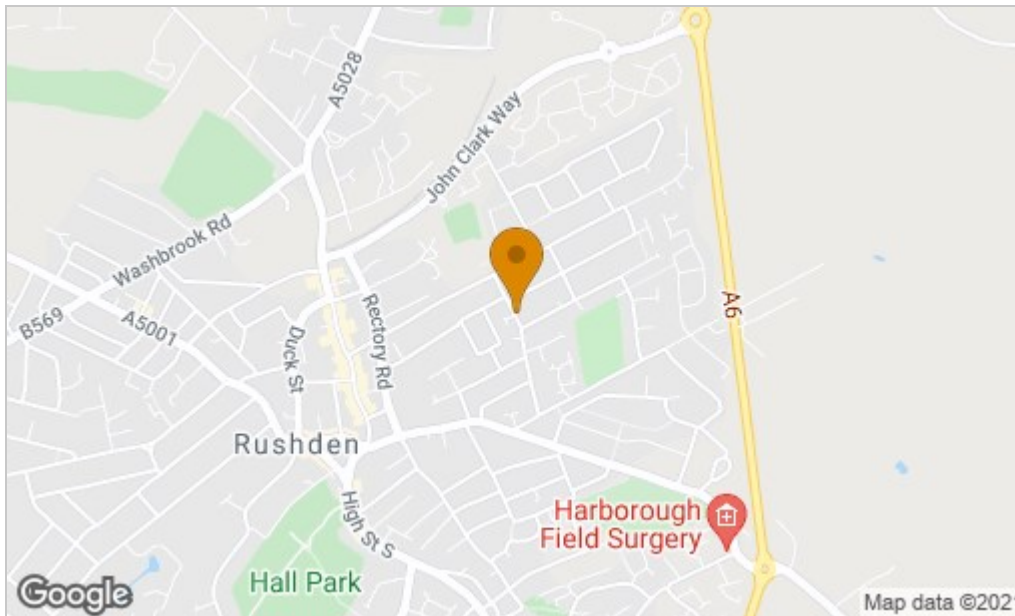 A5028
John Clark Way
Washbrook Rd
B569
A5001
Duck St
Rectory Rd
A6
Rushden
High St S
Harborough
Field Surgery
Hall Park
Google
Map data ©2021